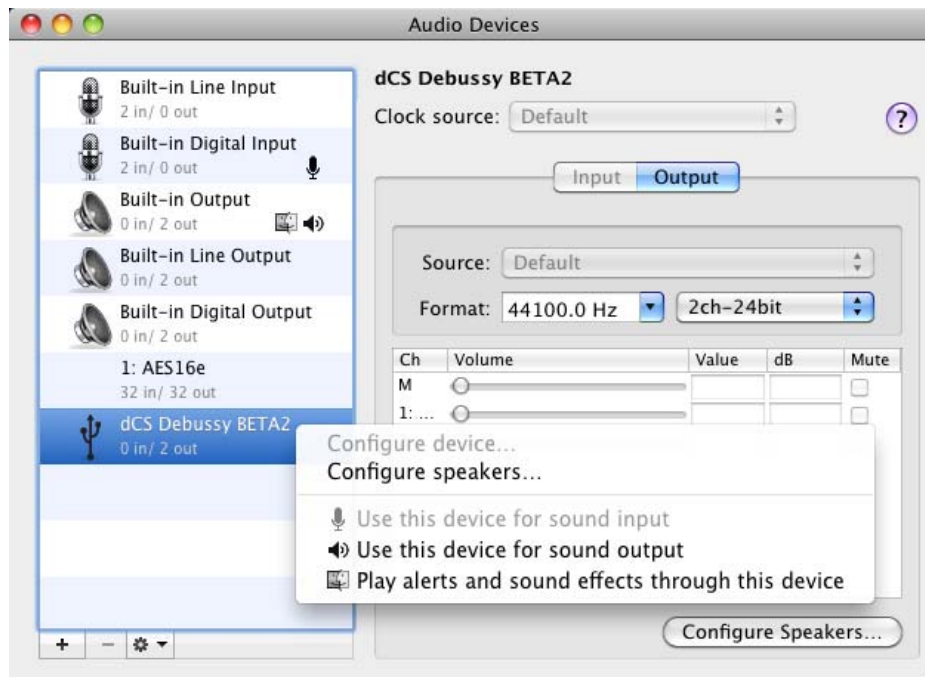 Audio Devices
Built-in Line Input
2 in/ 0 out
Built-in Digital Input
2 in/ 0 out
Built-in Output
0 in/ 2 out
Built-in Line Output
0 in/ 2 out
Built-in Digital Output
0 in/ 2 out
1: AES16e
32 in/ 32 out
dCS Debussy BETA2
0 in/ 2 out
+ −
dCS Debussy BETA2
Clock source: Default
?
Input Output
Source: Default
Format: 44100.0 Hz 2ch-24bit
Ch Volume Value dB Mute
M
1: ...
Configure device...
Configure speakers...
Use this device for sound input
Use this device for sound output
Play alerts and sound effects through this device
Configure Speakers...